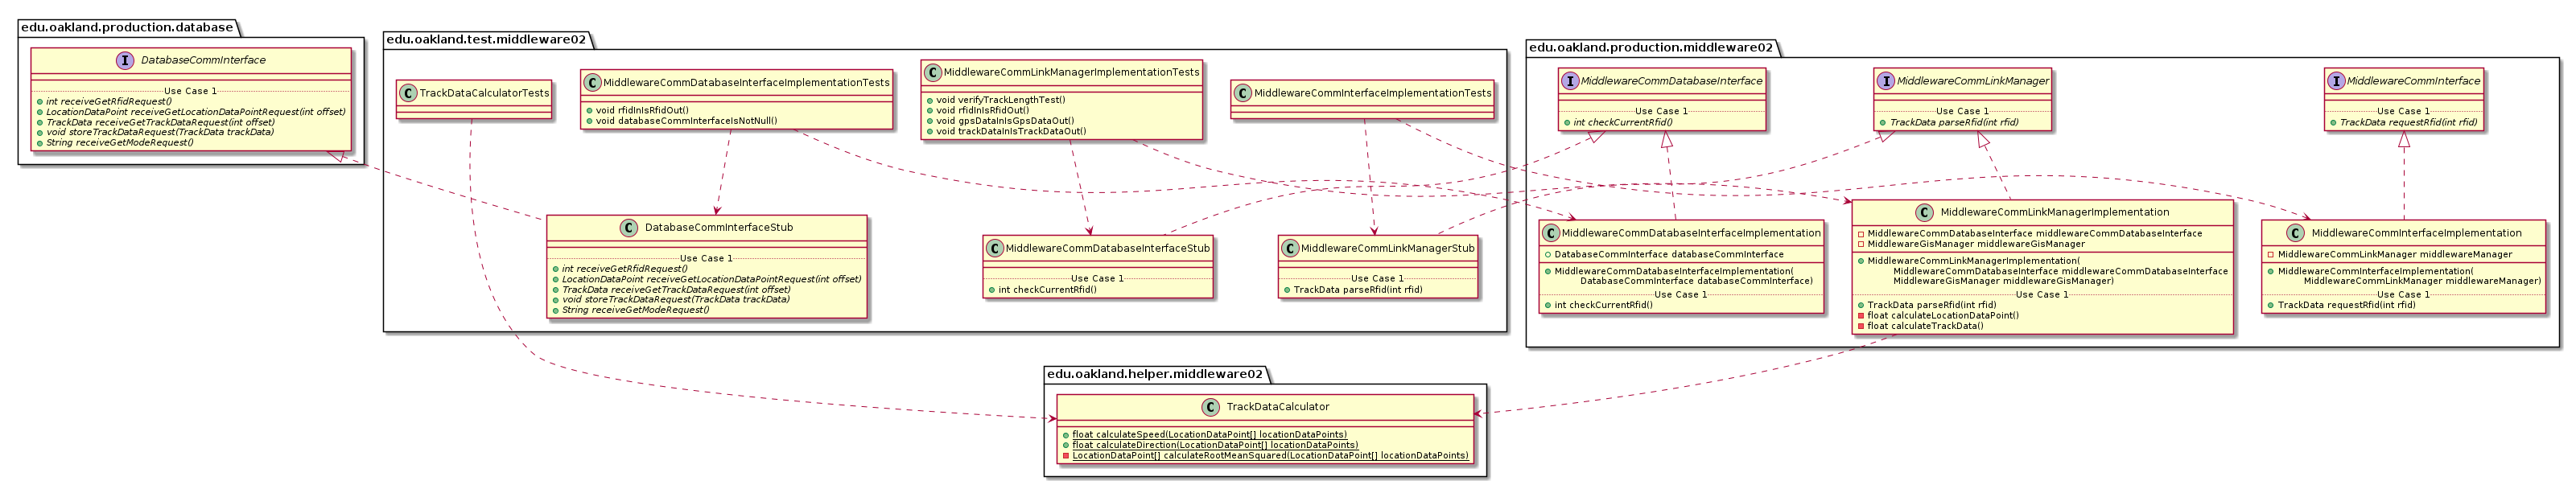 edu.oakland.production.database
I DatabaseCommInterface
Use Case 1
int receiveGetRfidRequest()
LocationDataPoint receiveGetLocationDataPointRequest(int offset)
TrackData receiveGetTrackDataRequest(int offset)
void storeTrackDataRequest(TrackData trackData)
String receiveGetModeRequest()
edu.oakland.test.middleware02
C TrackDataCalculatorTests
C MiddlewareCommDatabaseInterfaceImplementationTests
void rfidInIsRfidOut()
void databaseCommInterfaceIsNotNull()
C MiddlewareCommLinkManagerImplementationTests
void verifyTrackLengthTest()
void rfidInIsRfidOut()
void gpsDataInIsGpsDataOut()
void trackDataInIsTrackDataOut()
C MiddlewareCommInterfaceImplementationTests
C DatabaseCommInterfaceStub
Use Case 1
int receiveGetRfidRequest()
LocationDataPoint receiveGetLocationDataPointRequest(int offset)
TrackData receiveGetTrackDataRequest(int offset)
void storeTrackDataRequest(TrackData trackData)
String receiveGetModeRequest()
C MiddlewareCommDatabaseInterfaceStub
Use Case 1
int checkCurrentRfid()
C MiddlewareCommLinkManagerStub
Use Case 1
TrackData parseRfid(int rfid)
edu.oakland.production.middleware02
I MiddlewareCommDatabaseInterface
Use Case 1
int checkCurrentRfid()
I MiddlewareCommLinkManager
Use Case 1
TrackData parseRfid(int rfid)
I MiddlewareCommInterface
Use Case 1
TrackData requestRfid(int rfid)
C MiddlewareCommDatabaseInterfaceImplementation
DatabaseCommInterface databaseCommInterface
MiddlewareCommDatabaseInterfaceImplementation(
DatabaseCommInterface databaseCommInterface)
Use Case 1
int checkCurrentRfid()
C MiddlewareCommLinkManagerImplementation
MiddlewareCommDatabaseInterface middlewareCommDatabaseInterface
MiddlewareGisManager middlewareGisManager
MiddlewareCommLinkManagerImplementation(
MiddlewareCommDatabaseInterface middlewareCommDatabaseInterface
MiddlewareGisManager middlewareGisManager)
Use Case 1
TrackData parseRfid(int rfid)
float calculateLocationDataPoint()
float calculateTrackData()
C MiddlewareCommInterfaceImplementation
MiddlewareCommLinkManager middlewareManager
MiddlewareCommInterfaceImplementation(
MiddlewareCommLinkManager middlewareManager)
Use Case 1
TrackData requestRfid(int rfid)
edu.oakland.helper.middleware02
C TrackDataCalculator
float calculateSpeed(LocationDataPoint[] locationDataPoints)
float calculateDirection(LocationDataPoint[] locationDataPoints)
LocationDataPoint[] calculateRootMeanSquared(LocationDataPoint[] locationDataPoints)